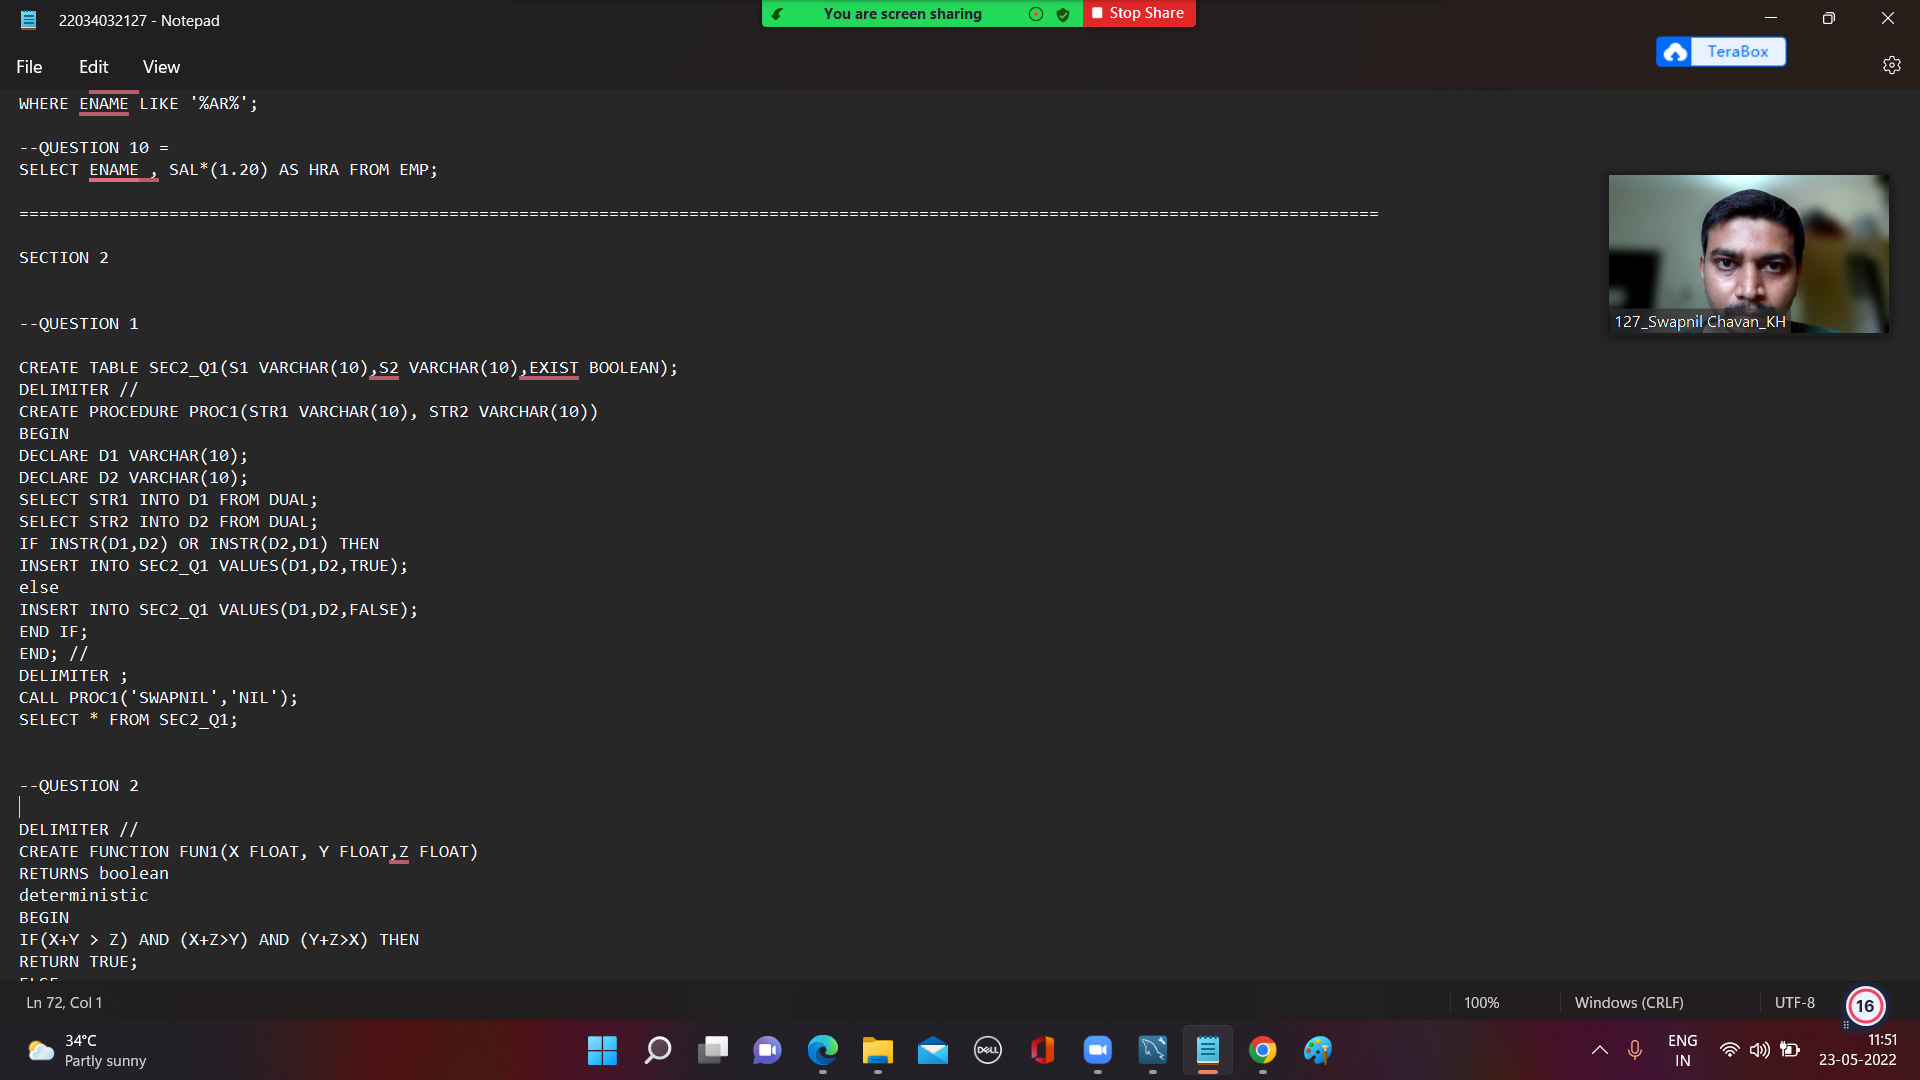 22034032127 - Notepad
You are screen sharing
Stop Share
TeraBox
File Edit View
WHERE ENAME LIKE '%AR%';
--QUESTION 10 =
SELECT ENAME , SAL*(1.20) AS HRA FROM EMP;
========================================================================================================================================
SECTION 2
--QUESTION 1
127_Swapnil Chavan_KH
CREATE TABLE SEC2_Q1(S1 VARCHAR(10),S2 VARCHAR(10),EXIST BOOLEAN);
DELIMITER //
CREATE PROCEDURE PROC1(STR1 VARCHAR(10), STR2 VARCHAR(10))
BEGIN
DECLARE D1 VARCHAR(10);
DECLARE D2 VARCHAR(10);
SELECT STR1 INTO D1 FROM DUAL;
SELECT STR2 INTO D2 FROM DUAL;
IF INSTR(D1,D2) OR INSTR(D2,D1) THEN
INSERT INTO SEC2_Q1 VALUES(D1,D2,TRUE);
else
INSERT INTO SEC2_Q1 VALUES(D1,D2,FALSE);
END IF;
END; //
DELIMITER ;
CALL PROC1('SWAPNIL','NIL');
SELECT * FROM SEC2_Q1;
--QUESTION 2
DELIMITER //
CREATE FUNCTION FUN1(X FLOAT, Y FLOAT,Z FLOAT)
RETURNS boolean
deterministic
BEGIN
IF(X+Y > Z) AND (X+Z>Y) AND (Y+Z>X) THEN
RETURN TRUE;
ELSE
Ln 72, Col 1
100%
Windows (CRLF)
UTF-8
16
34°C
Partly sunny
DELL
ENG
IN
11:51
23-05-2022